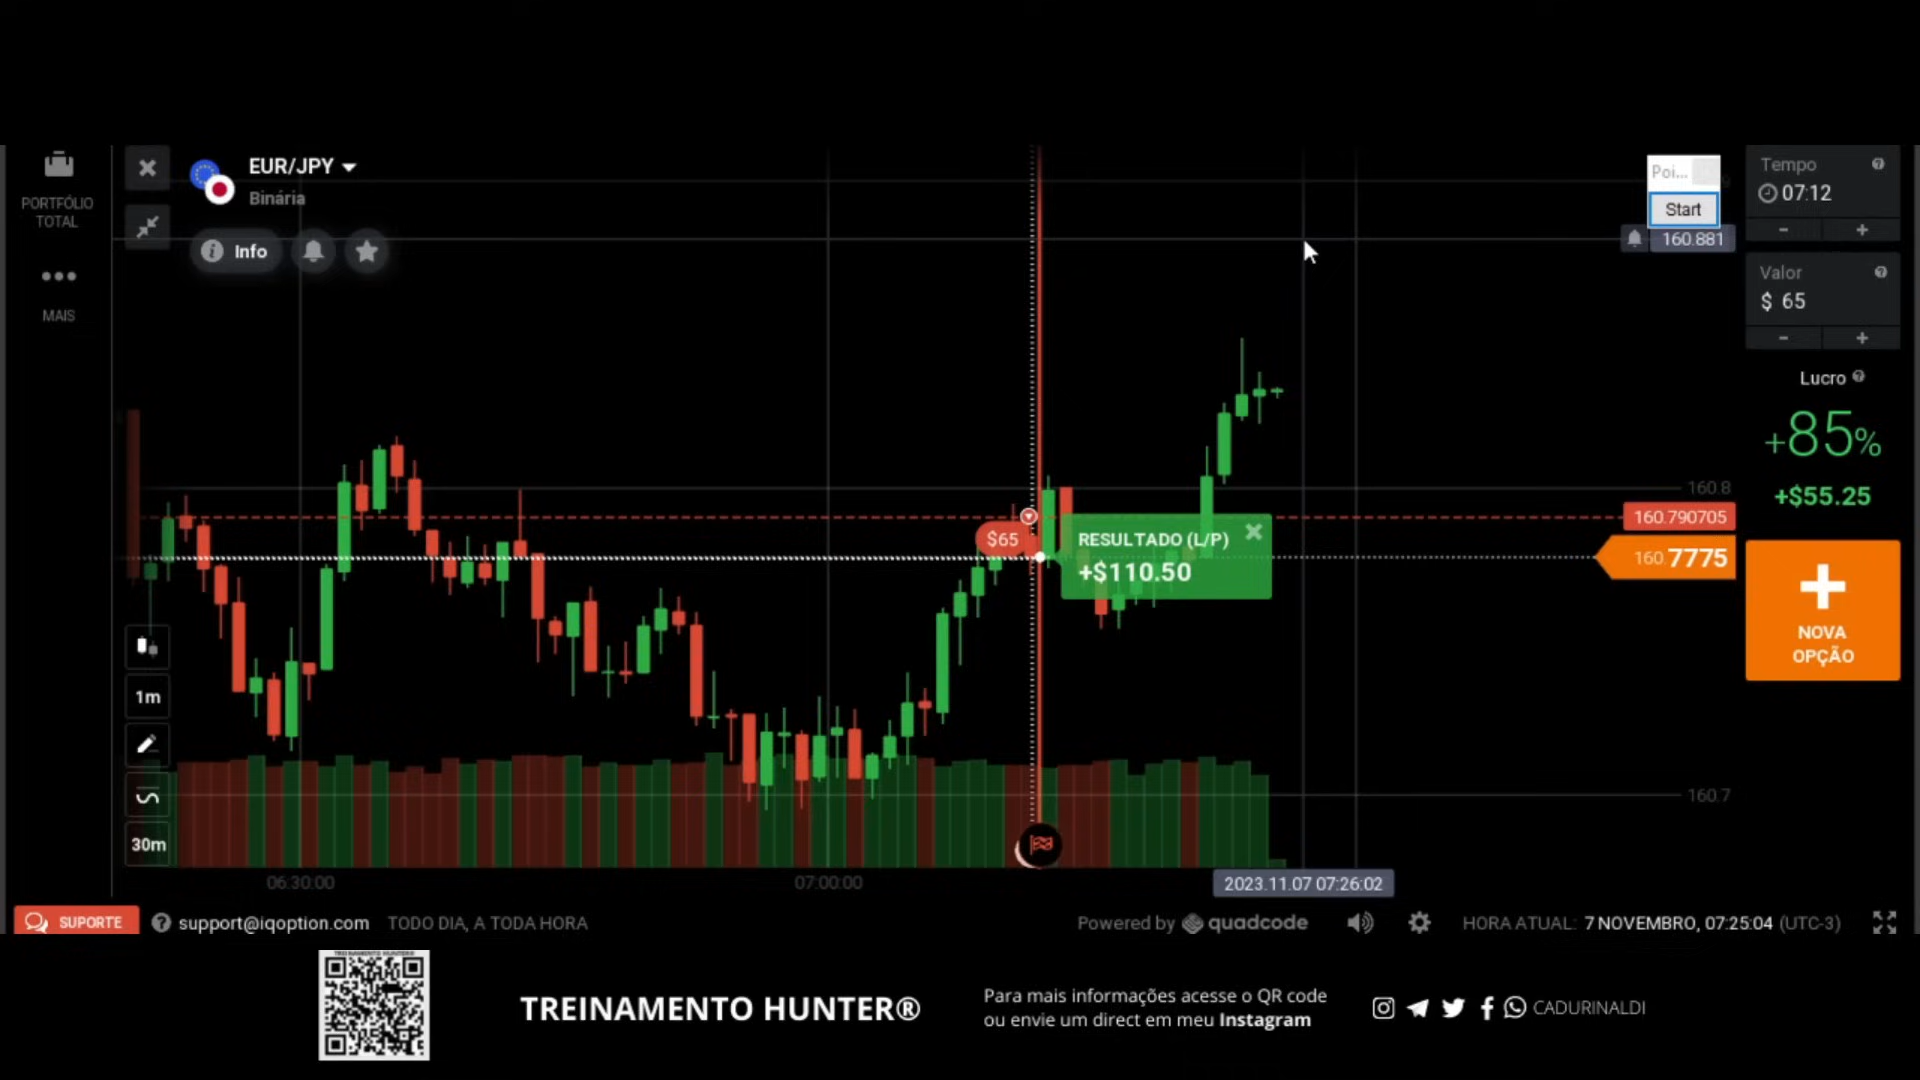 PORTFÓLIO
TOTAL
MAIS
EUR/JPY
Binária
Info
Poi...
Start
160.881
Tempo
07:12
- +
Valor
$ 65
- +
Lucro
+85%
+$55.25
160.8
160.790705
160.7775
NOVA
OPÇÃO
$65
RESULTADO (L/P)
+$110.50
1m
30m
160.7
06:30:00
07:00:00
2023.11.07 07:26:02
SUPORTE
support@iqoption.com
TODO DIA, A TODA HORA
Powered by quadcode
HORA ATUAL: 7 NOVEMBRO, 07:25:04 (UTC-3)
TREINAMENTO HUNTER
TREINAMENTO HUNTER®
Para mais informações acesse o QR code
ou envie um direct em meu Instagram
CADURINALDI